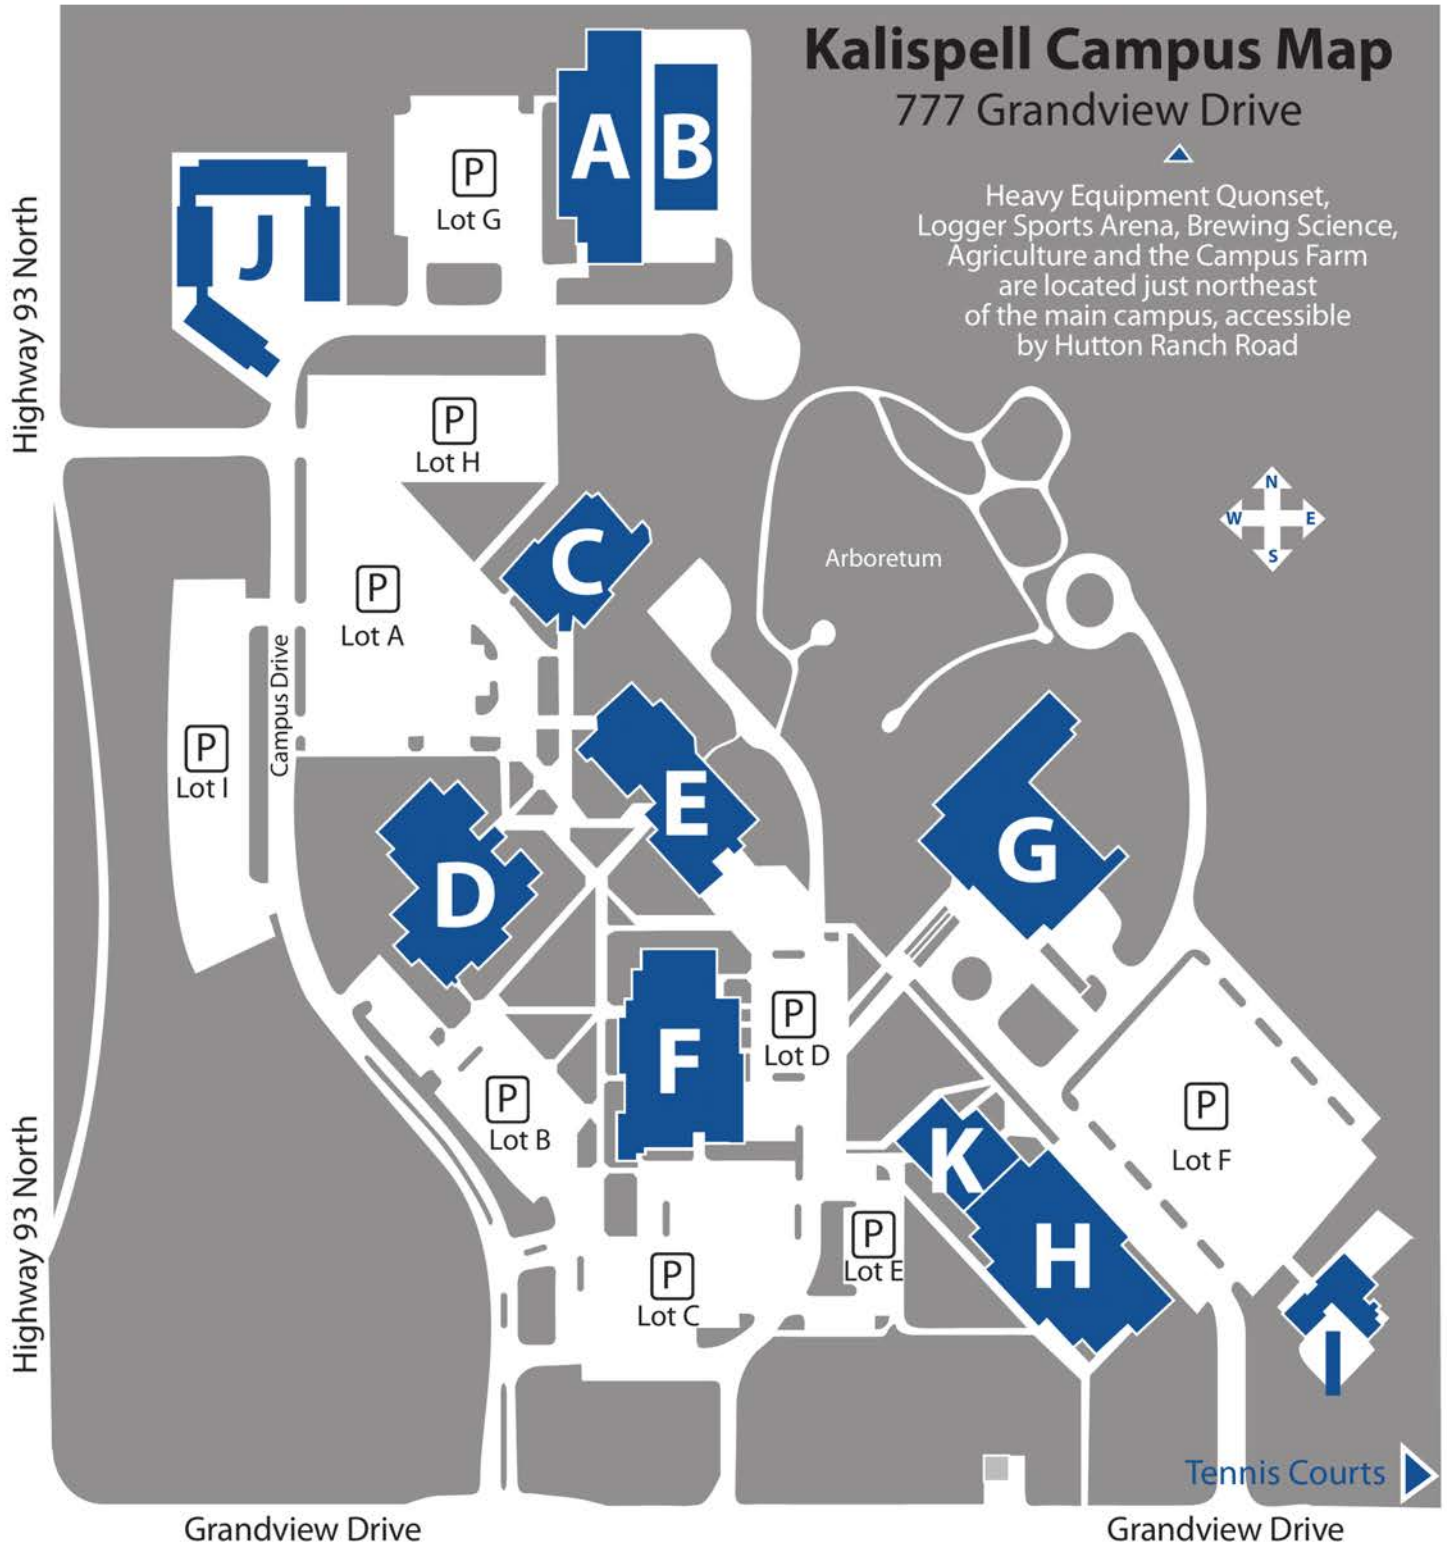 Kalispell Campus Map
777 Grandview Drive
Heavy Equipment Quonset,
Logger Sports Arena, Brewing Science,
Agriculture and the Campus Farm
are located just northeast
of the main campus, accessible
by Hutton Ranch Road
A
B
P
Lot G
J
Highway 93 North
P
Lot H
N
W
E
S
C
Arboretum
P
Lot A
Campus Drive
P
Lot I
E
G
D
P
Lot D
F
P
Lot B
P
Lot F
K
H
P
Lot E
P
Lot C
I
Highway 93 North
Tennis Courts
Grandview Drive
Grandview Drive